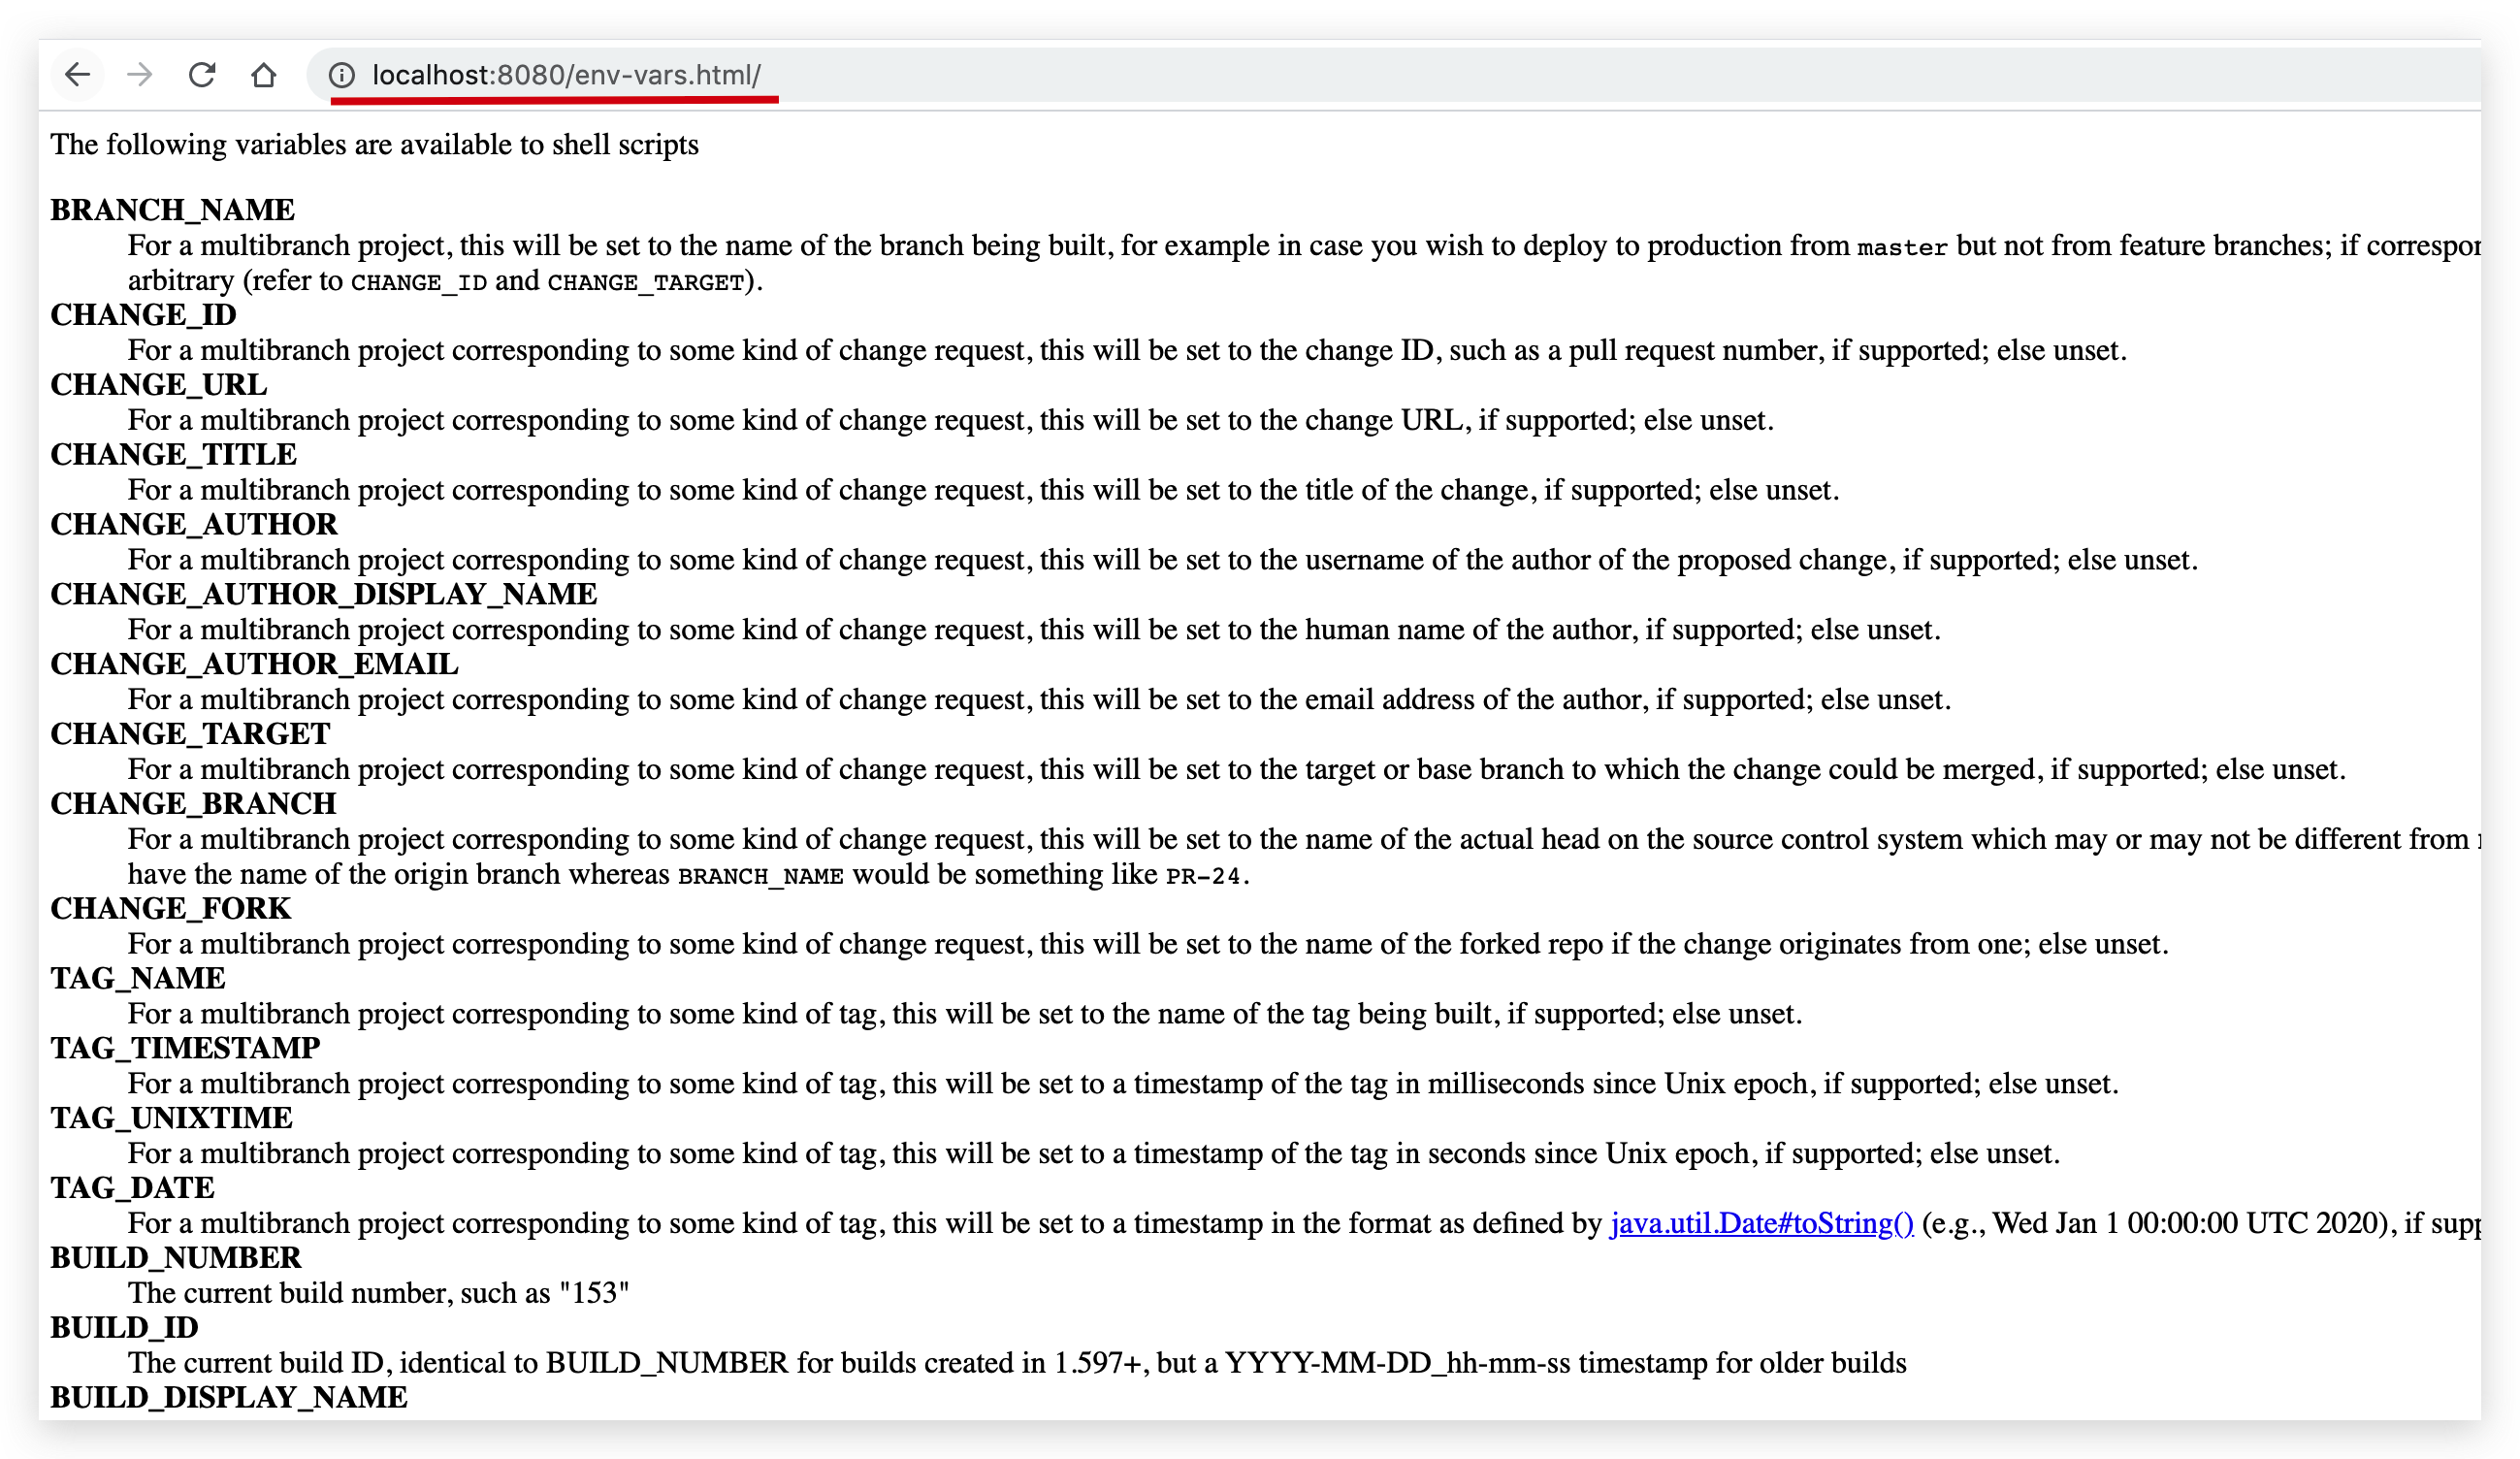 localhost:8080/env-vars.html/
The following variables are available to shell scripts
BRANCH_NAME
For a multibranch project, this will be set to the name of the branch being built, for example in case you wish to deploy to production from master but not from feature branches; if
arbitrary (refer to CHANGE_ID and CHANGE_TARGET).
CHANGE_ID
For a multibranch project corresponding to some kind of change request, this will be set to the change ID, such as a pull request number, if supported; else unset.
CHANGE_URL
For a multibranch project corresponding to some kind of change request, this will be set to the change URL, if supported; else unset.
CHANGE_TITLE
For a multibranch project corresponding to some kind of change request, this will be set to the title of the change, if supported; else unset.
CHANGE_AUTHOR
For a multibranch project corresponding to some kind of change request, this will be set to the username of the author of the proposed change, if supported; else unset.
CHANGE_AUTHOR_DISPLAY_NAME
For a multibranch project corresponding to some kind of change request, this will be set to the human name of the author, if supported; else unset.
CHANGE_AUTHOR_EMAIL
For a multibranch project corresponding to some kind of change request, this will be set to the email address of the author, if supported; else unset.
CHANGE_TARGET
For a multibranch project corresponding to some kind of change request, this will be set to the target or base branch to which the change could be merged, if supported; else unset.
CHANGE_BRANCH
For a multibranch project corresponding to some kind of change request, this will be set to the name of the actual head on the source control system which may or may not be different from
have the name of the origin branch whereas BRANCH_NAME would be something like PR-24.
CHANGE_FORK
For a multibranch project corresponding to some kind of change request, this will be set to the name of the forked repo if the change originates from one; else unset.
TAG_NAME
For a multibranch project corresponding to some kind of tag, this will be set to the name of the tag being built, if supported; else unset.
TAG_TIMESTAMP
For a multibranch project corresponding to some kind of tag, this will be set to a timestamp of the tag in milliseconds since Unix epoch, if supported; else unset.
TAG_UNIXTIME
For a multibranch project corresponding to some kind of tag, this will be set to a timestamp of the tag in seconds since Unix epoch, if supported; else unset.
TAG_DATE
For a multibranch project corresponding to some kind of tag, this will be set to a timestamp in the format as defined by java.util.Date#toString() (e.g., Wed Jan 1 00:00:00 UTC 2020), if
BUILD_NUMBER
The current build number, such as "153"
BUILD_ID
The current build ID, identical to BUILD_NUMBER for builds created in 1.597+, but a YYYY-MM-DD_hh-mm-ss timestamp for older builds
BUILD_DISPLAY_NAME